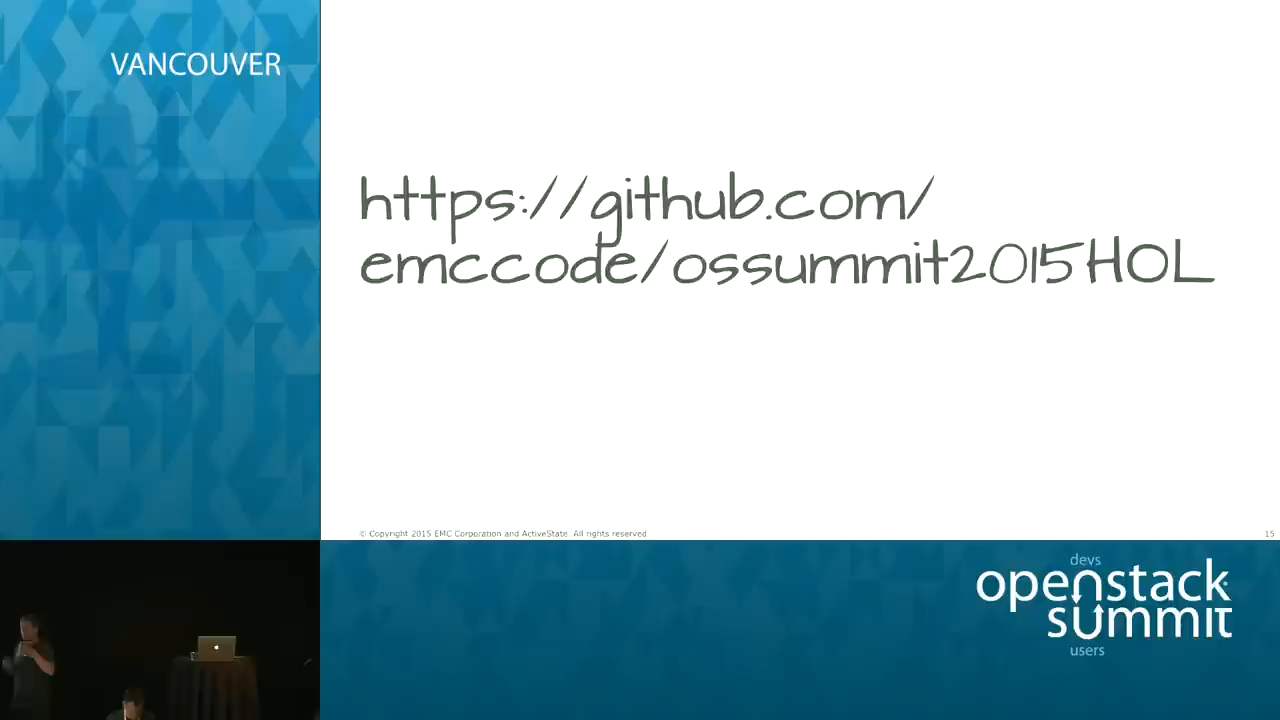 VANCOUVER
https://github.com/
emccode/ossummit2015HOL
© Copyright 2015 EMC Corporation and ActiveState. All rights reserved
15
devs
openstack
summit
users